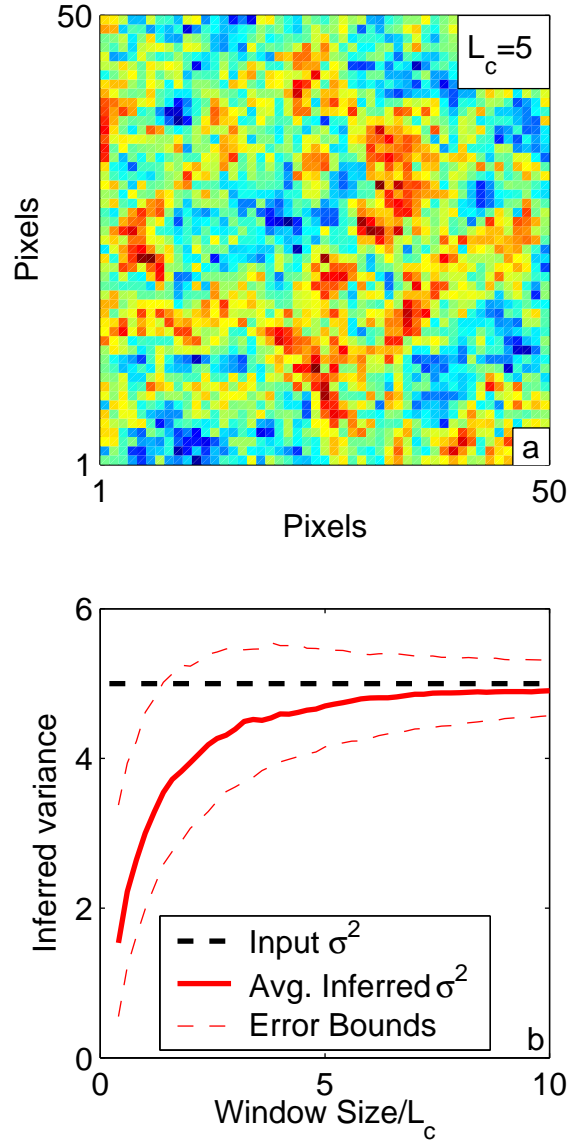 50
L_c=5
Pixels
a
1
1
50
Pixels
6
4
2
0
Inferred variance
Input σ²
Avg. Inferred σ²
Error Bounds
b
0
5
10
Window Size/L_c